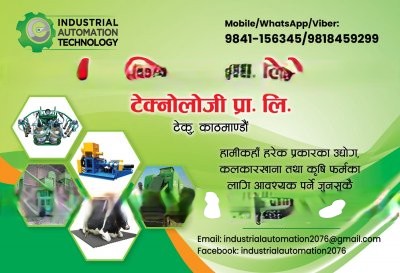 INDUSTRIAL
AUTOMATION
TECHNOLOGY
Mobile/WhatsApp/Viber:
9841-156345/9818459299
प्रा. लि.
टेक्नोलोजी प्रा. लि.
टेकु, काठमाण्डौं
हामीकहाँ हरेक प्रकारका उद्योग,
कलकारखाना तथा कृषि फर्मका
लागि आवश्यक पर्ने जुनसुकै
Email: industrialautomation2076@gmail.com
Facebook: industrialautomation2076